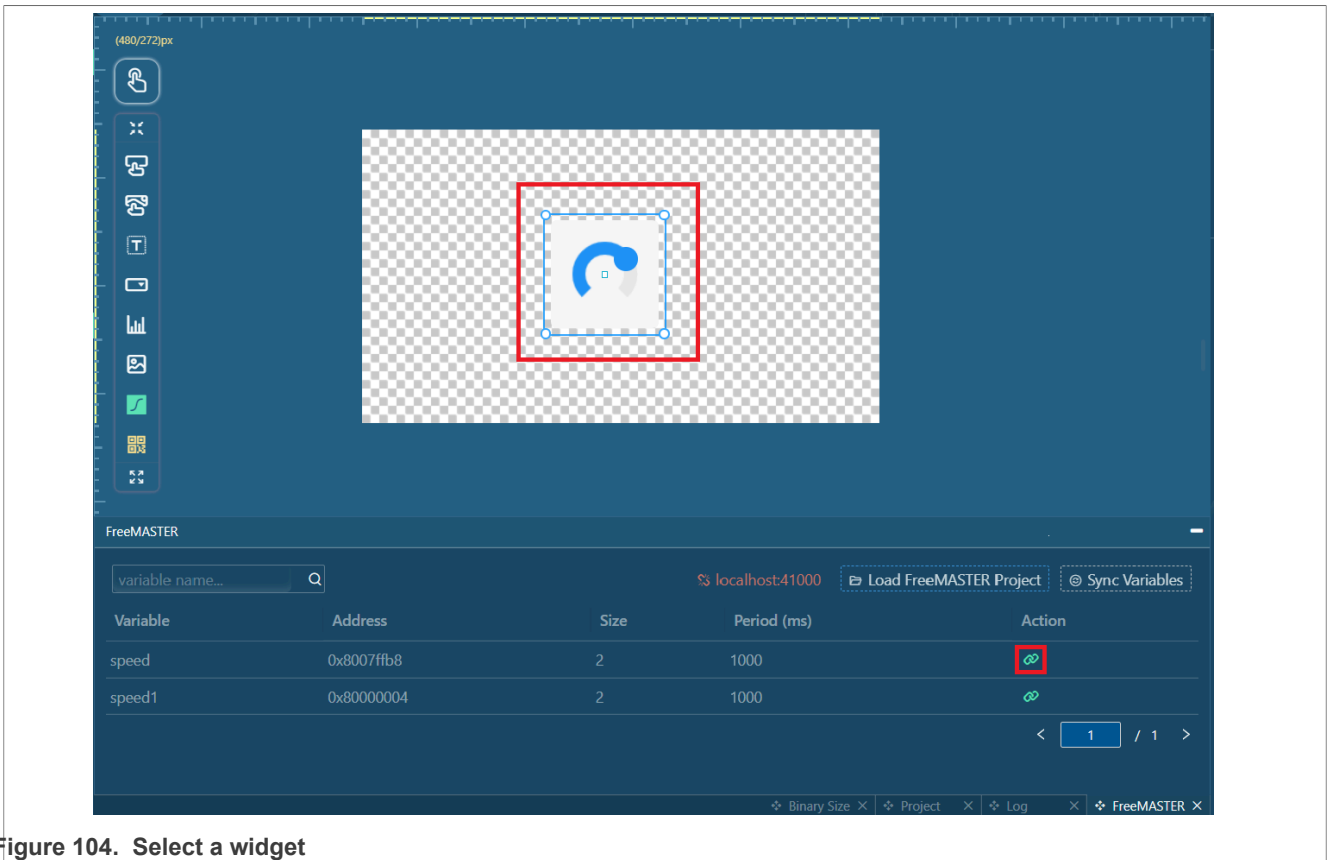 (480/272)px
T
FreeMASTER
variable name... localhost:41000 Load FreeMASTER Project Sync Variables
Variable Address Size Period (ms) Action
speed 0x8007ffb8 2 1000
speed1 0x80000004 2 1000
< 1 / 1 >
Binary Size × Project × Log × FreeMASTER ×
Figure 104. Select a widget